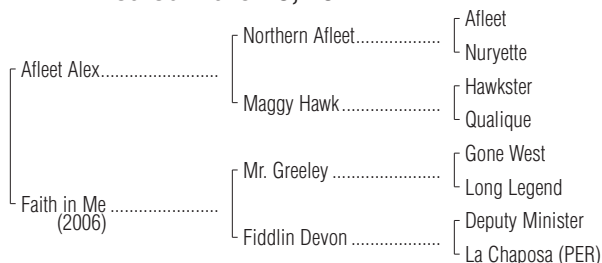 Afleet
Northern Afleet....................
Nuryette
Afleet Alex............................
Hawkster
Maggy Hawk.......................
Qualique
Gone West
Mr. Greeley .........................
Long Legend
Faith in Me ..........................
(2006)
Deputy Minister
Fiddlin Devon ......................
La Chaposa (PER)